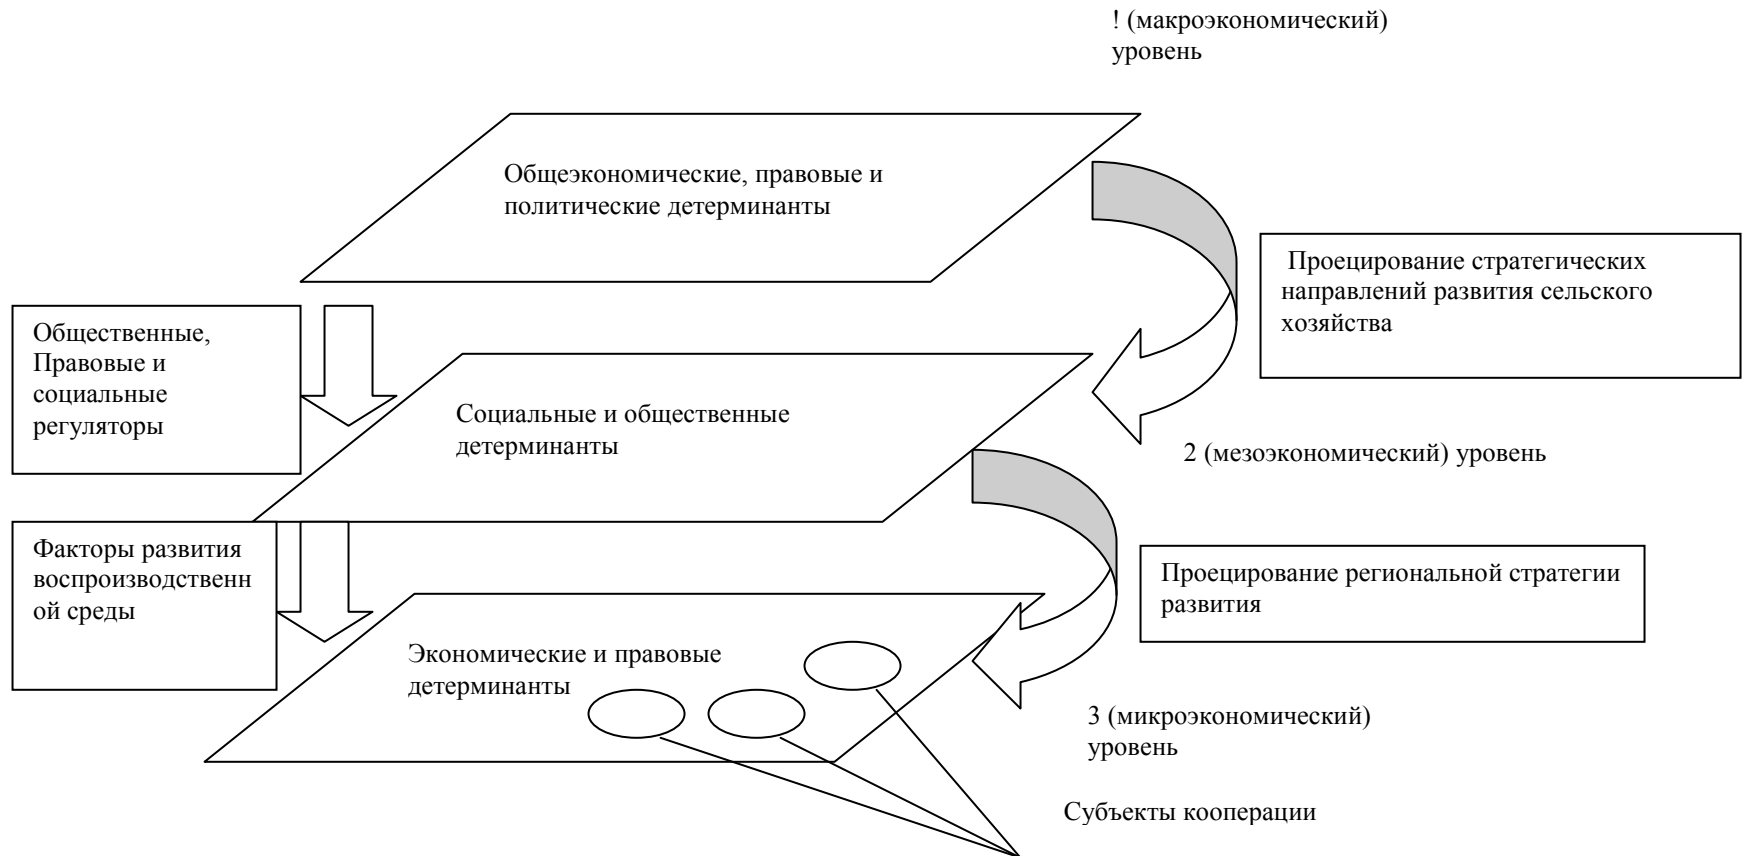 ! (макроэкономический)
уровень
Общеэкономические, правовые и
политические детерминанты
Проецирование стратегических
направлений развития сельского
хозяйства
Общественные,
Правовые и
социальные
регуляторы
Социальные и общественные
детерминанты
2 (мезоэкономический) уровень
Факторы развития
воспроизводственн
ой среды
Проецирование региональной стратегии
развития
Экономические и правовые
детерминанты
3 (микроэкономический)
уровень
Субъекты кооперации